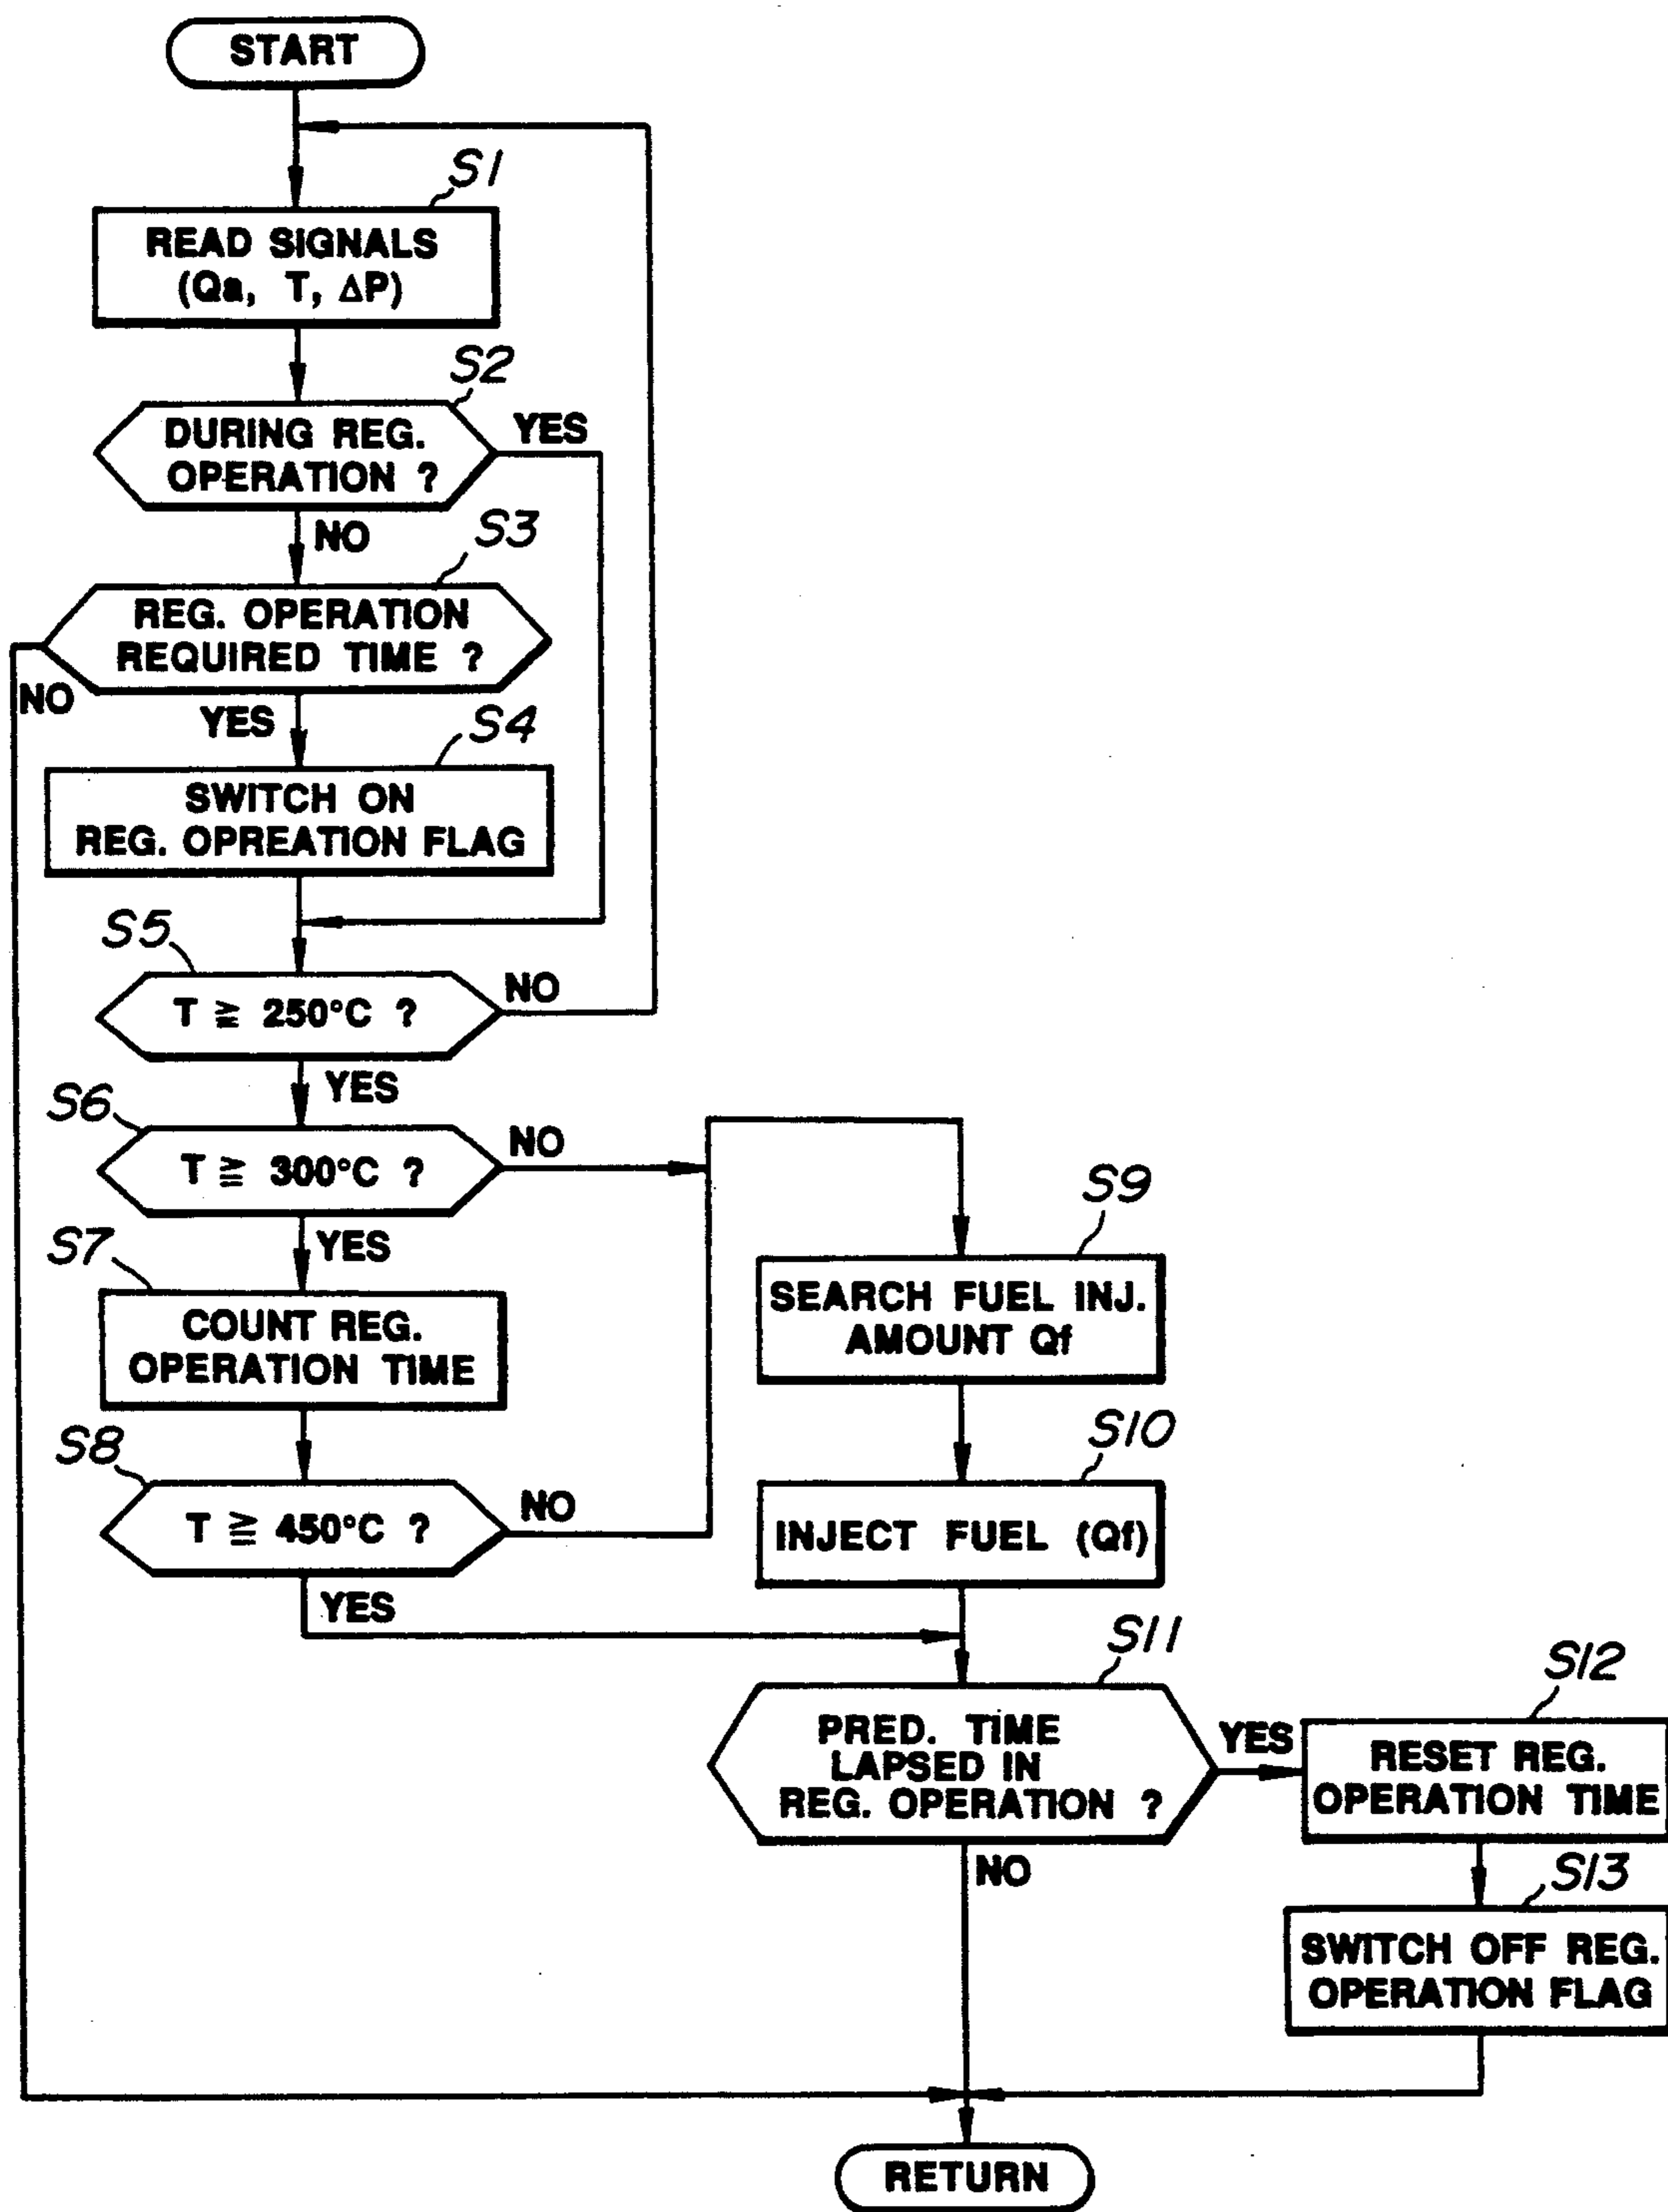 START
S1
READ SIGNALS
(Qa, T, ΔP)
S2
DURING REG.
OPERATION ?
YES
NO
S3
REG. OPERATION
REQUIRED TIME ?
NO
YES
S4
SWITCH ON
REG. OPREATION FLAG
S5
T ≧ 250°C ?
NO
YES
S6
T ≧ 300°C ?
NO
YES
S7
COUNT REG.
OPERATION TIME
S8
T ≧ 450°C ?
NO
YES
S9
SEARCH FUEL INJ.
AMOUNT Qf
S10
INJECT FUEL (Qf)
S11
PRED. TIME
LAPSED IN
REG. OPERATION ?
YES
NO
S12
RESET REG.
OPERATION TIME
S13
SWITCH OFF REG.
OPERATION FLAG
RETURN